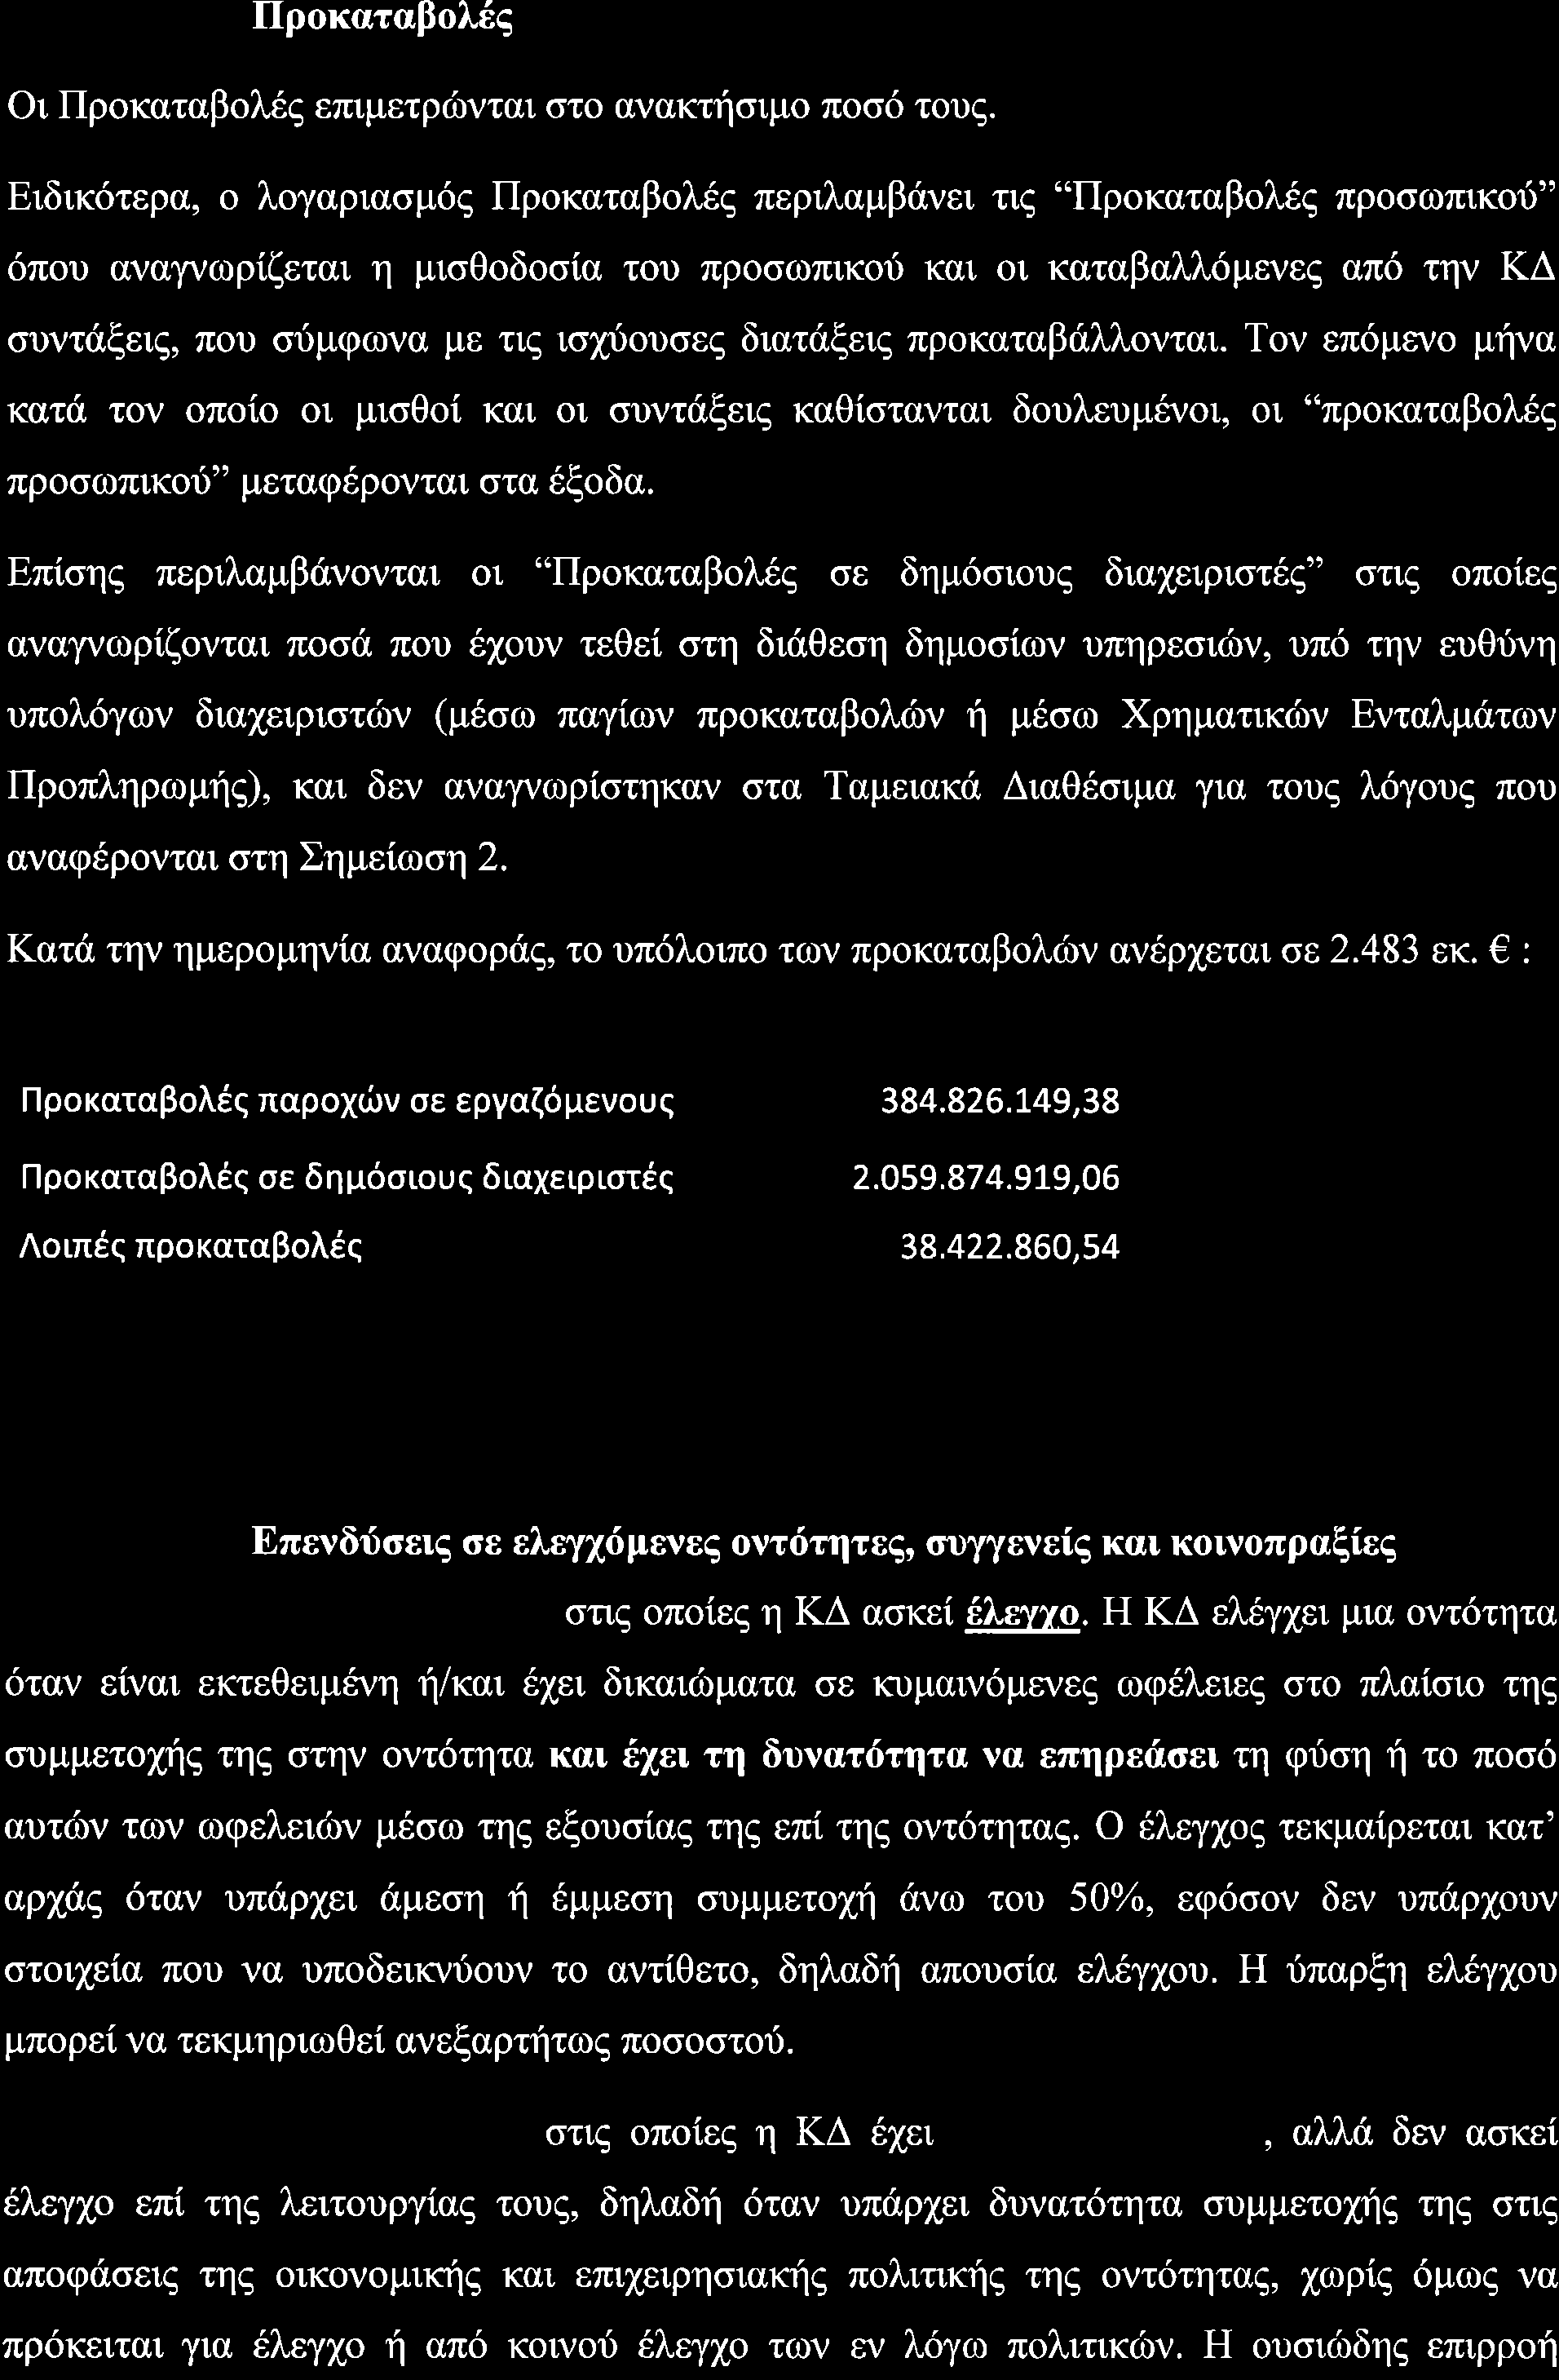 Προκαταβολές
Οι Προκαταβολές επιμετρώνται στο ανακτήσιμο ποσό τους.
Ειδικότερα, ο λογαριασμός Προκαταβολές περιλαμβάνει τις “Προκαταβολές προσωπικού”
όπου αναγνωρίζεται η μισθοδοσία του προσωπικού και οι καταβαλλόμενες από την ΚΔ
συντάξεις, που σύμφωνα με τις ισχύουσες διατάξεις προκαταβάλλονται. Τον επόμενο μήνα
κατά τον οποίο οι μισθοί και οι συντάξεις καθίστανται δουλευμένοι, οι “προκαταβολές
προσωπικού” μεταφέρονται στα έξοδα.
Επίσης περιλαμβάνονται οι “Προκαταβολές σε δημόσιους διαχειριστές” στις οποίες
αναγνωρίζονται ποσά που έχουν τεθεί στη διάθεση δημοσίων υπηρεσιών, υπό την ευθύνη
υπολόγων διαχειριστών (μέσω παγίων προκαταβολών ή μέσω Χρηματικών Ενταλμάτων
Προπληρωμής), και δεν αναγνωρίστηκαν στα Ταμειακά Διαθέσιμα για τους λόγους που
αναφέρονται στη Σημείωση 2.
Κατά την ημερομηνία αναφοράς, το υπόλοιπο των προκαταβολών ανέρχεται σε 2.483 εκ. € :
Προκαταβολές παροχών σε εργαζόμενους 384.826.149,38
Προκαταβολές σε δημόσιους διαχειριστές 2.059.874.919,06
Λοιπές προκαταβολές 38.422.860,54
Επενδύσεις σε ελεγχόμενες οντότητες, συγγενείς και κοινοπραξίες
στις οποίες η ΚΔ ασκεί έλεγχο. Η ΚΔ ελέγχει μια οντότητα
όταν είναι εκτεθειμένη ή/και έχει δικαιώματα σε κυμαινόμενες ωφέλειες στο πλαίσιο της
συμμετοχής της στην οντότητα και έχει τη δυνατότητα να επηρεάσει τη φύση ή το ποσό
αυτών των ωφελειών μέσω της εξουσίας της επί της οντότητας. Ο έλεγχος τεκμαίρεται κατ’
αρχάς όταν υπάρχει άμεση ή έμμεση συμμετοχή άνω του 50%, εφόσον δεν υπάρχουν
στοιχεία που να υποδεικνύουν το αντίθετο, δηλαδή απουσία ελέγχου. Η ύπαρξη ελέγχου
μπορεί να τεκμηριωθεί ανεξαρτήτως ποσοστού.
στις οποίες η ΚΔ έχει , αλλά δεν ασκεί
έλεγχο επί της λειτουργίας τους, δηλαδή όταν υπάρχει δυνατότητα συμμετοχής της στις
αποφάσεις της οικονομικής και επιχειρησιακής πολιτικής της οντότητας, χωρίς όμως να
πρόκειται για έλεγχο ή από κοινού έλεγχο των εν λόγω πολιτικών. Η ουσιώδης επιρροή